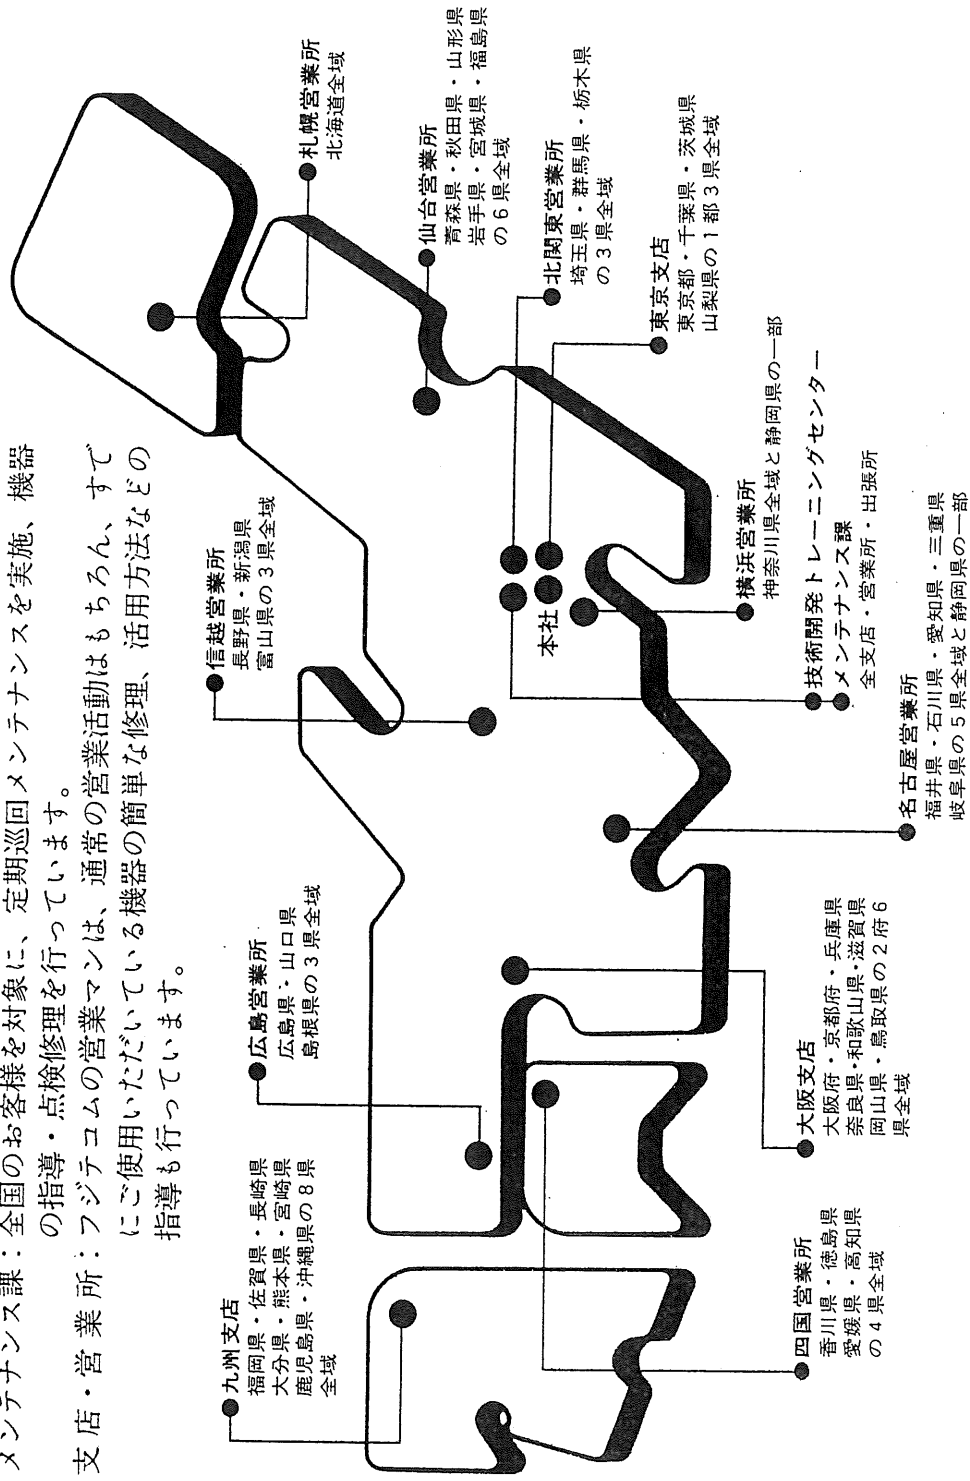 メンテナンス課：全国のお客様を対象に、定期巡回メンテナンスを実施、機器
の指導・点検修理を行っています。
支店・営業所：フジテコムの営業マンは、通常の営業活動はもちろん、すで
にご使用いただいている機器の簡単な修理、活用方法などの
指導も行っています。
九州支店
福岡県・佐賀県・長崎県
大分県・熊本県・宮崎県
鹿児島県・沖縄県の8県
全域
広島営業所
広島県・山口県
島根県の3県全域
信越営業所
長野県・新潟県
富山県の3県全域
札幌営業所
北海道全域
仙台営業所
青森県・秋田県・山形県
岩手県・宮城県・福島県
の6県全域
北関東営業所
埼玉県・群馬県・栃木県
の3県全域
東京支店
東京都・千葉県・茨城県
山梨県の1都3県全域
本社
横浜営業所
神奈川県全域と静岡県の一部
技術開発トレーニングセンター
メンテナンス課
全支店・営業所・出張所
名古屋営業所
福井県・石川県・愛知県・三重県
岐阜県の5県全域と静岡県の一部
大阪支店
大阪府・京都府・兵庫県
奈良県・和歌山県・滋賀県
岡山県・鳥取県の2府6
県全域
四国営業所
香川県・徳島県
愛媛県・高知県
の4県全域